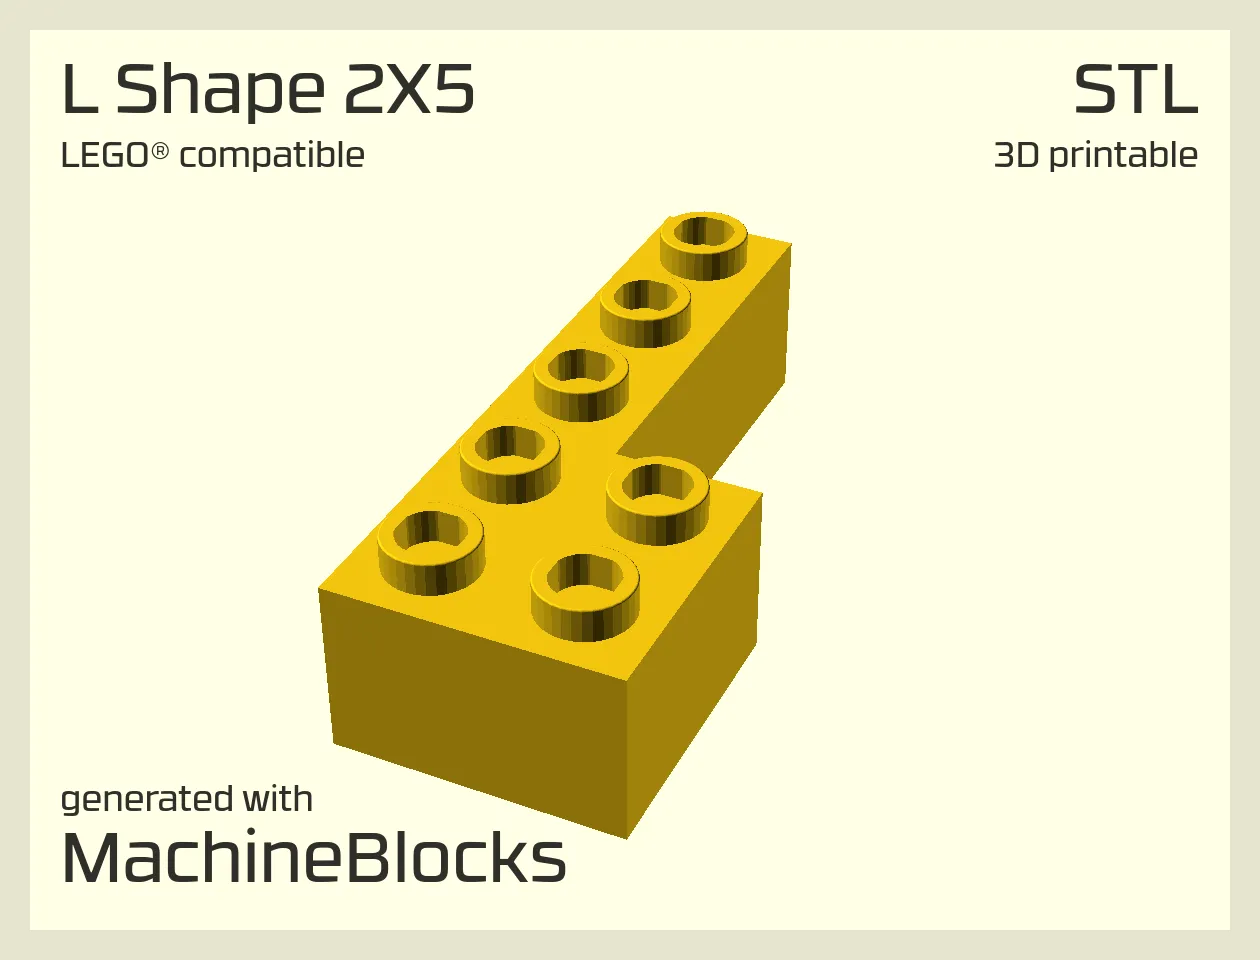 L Shape 2X5
LEGO® compatible
STL
3D printable
generated with
MachineBlocks